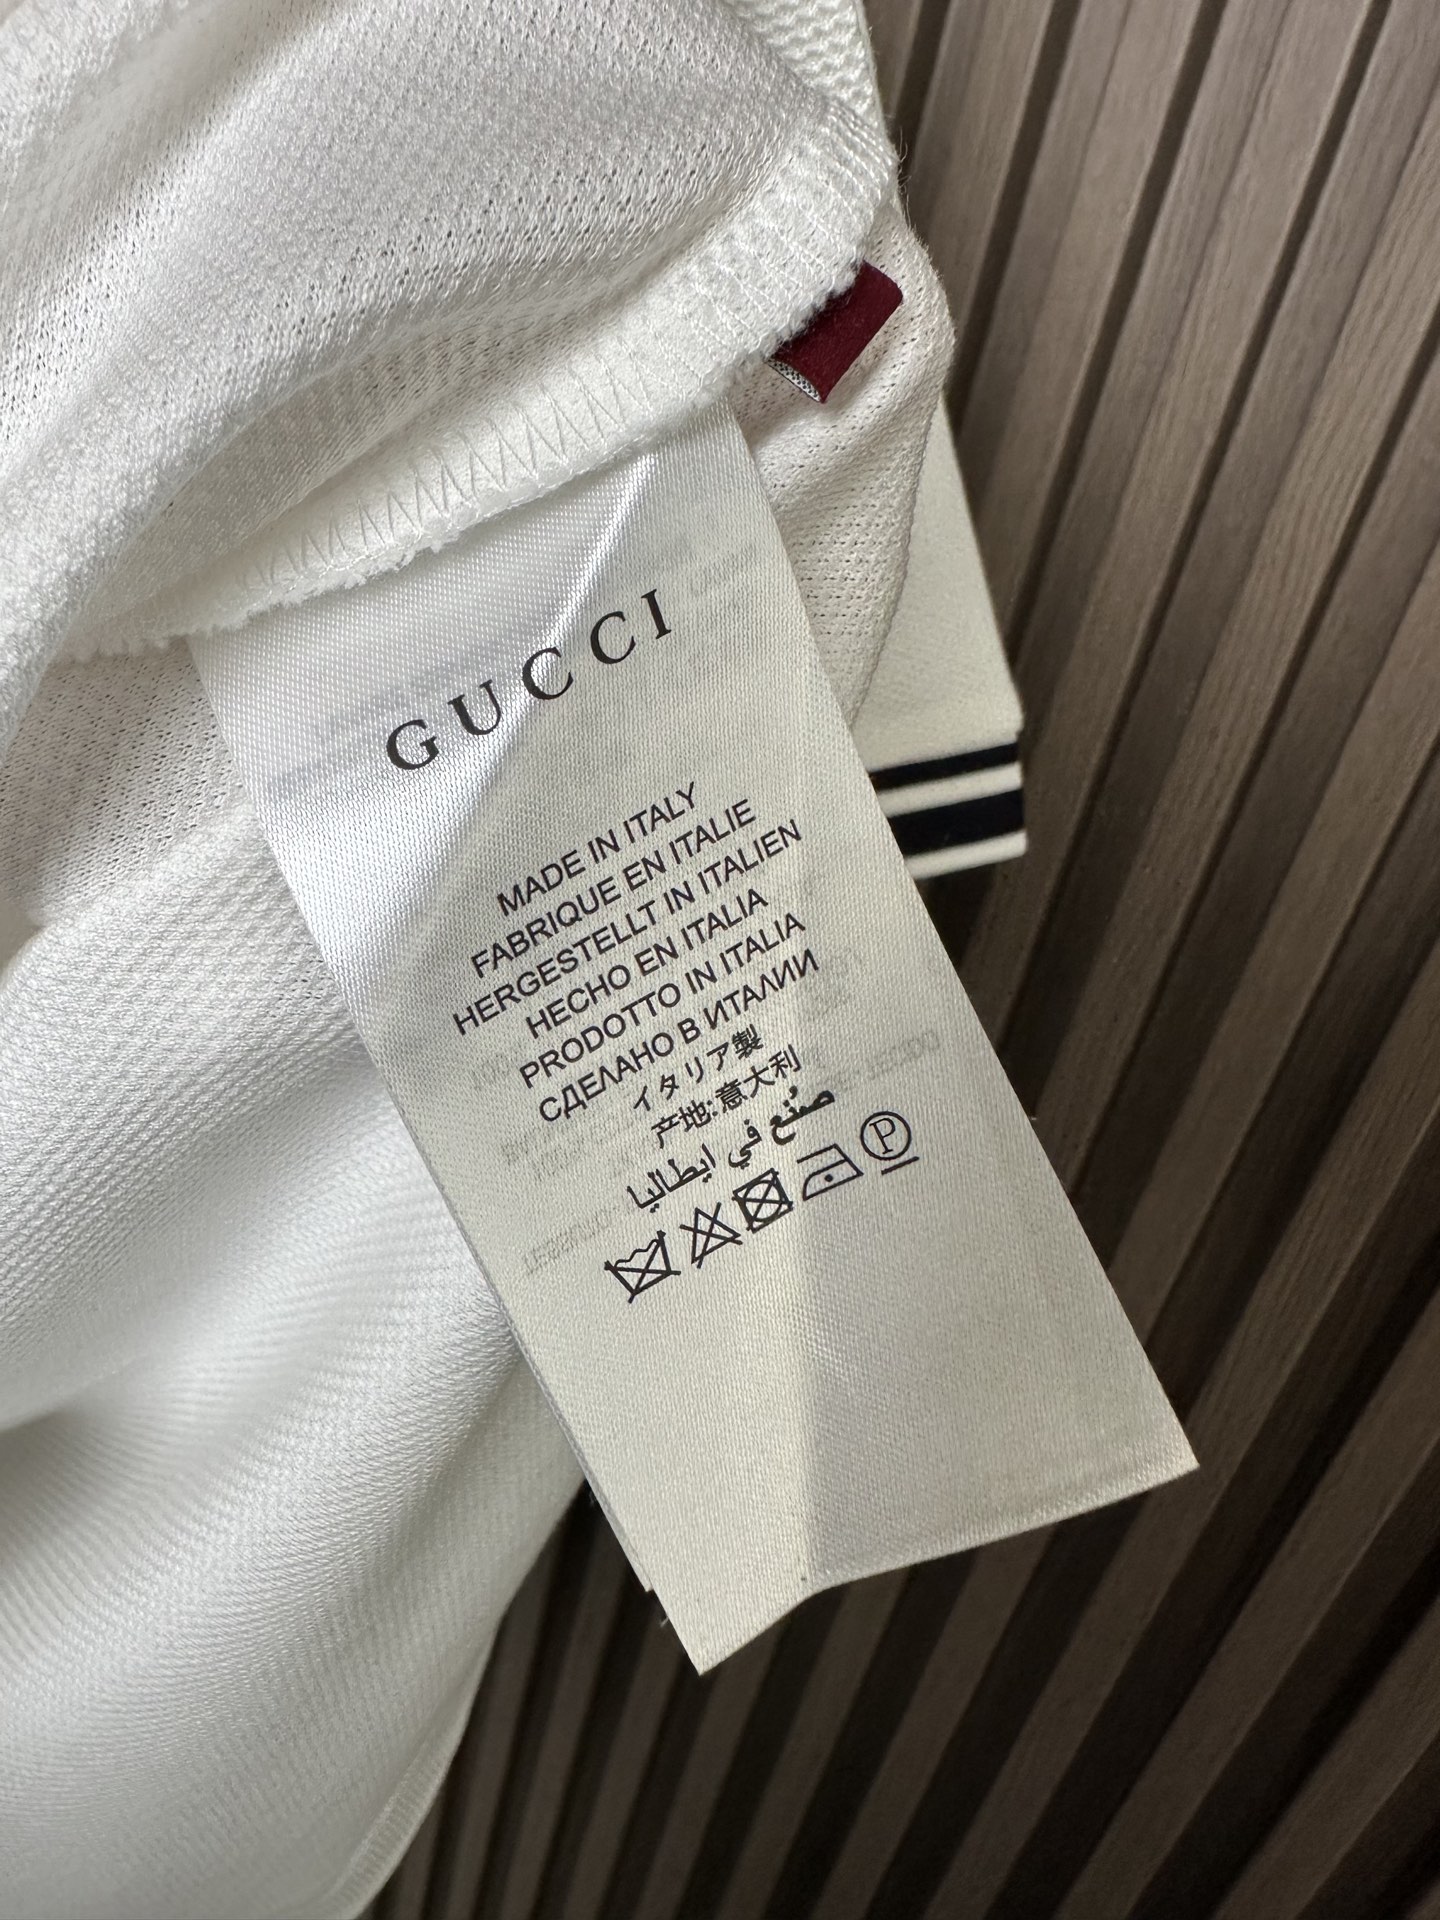 GUCCI
MADE IN ITALY
FABRIQUE EN ITALIE
HERGESTELLT IN ITALIEN
HECHO EN ITALIA
PRODOTTO IN ITALIA
СДЕЛАНО В ИТАЛИИ
イタリア製
产地:意大利
صنع في ايطاليا
P